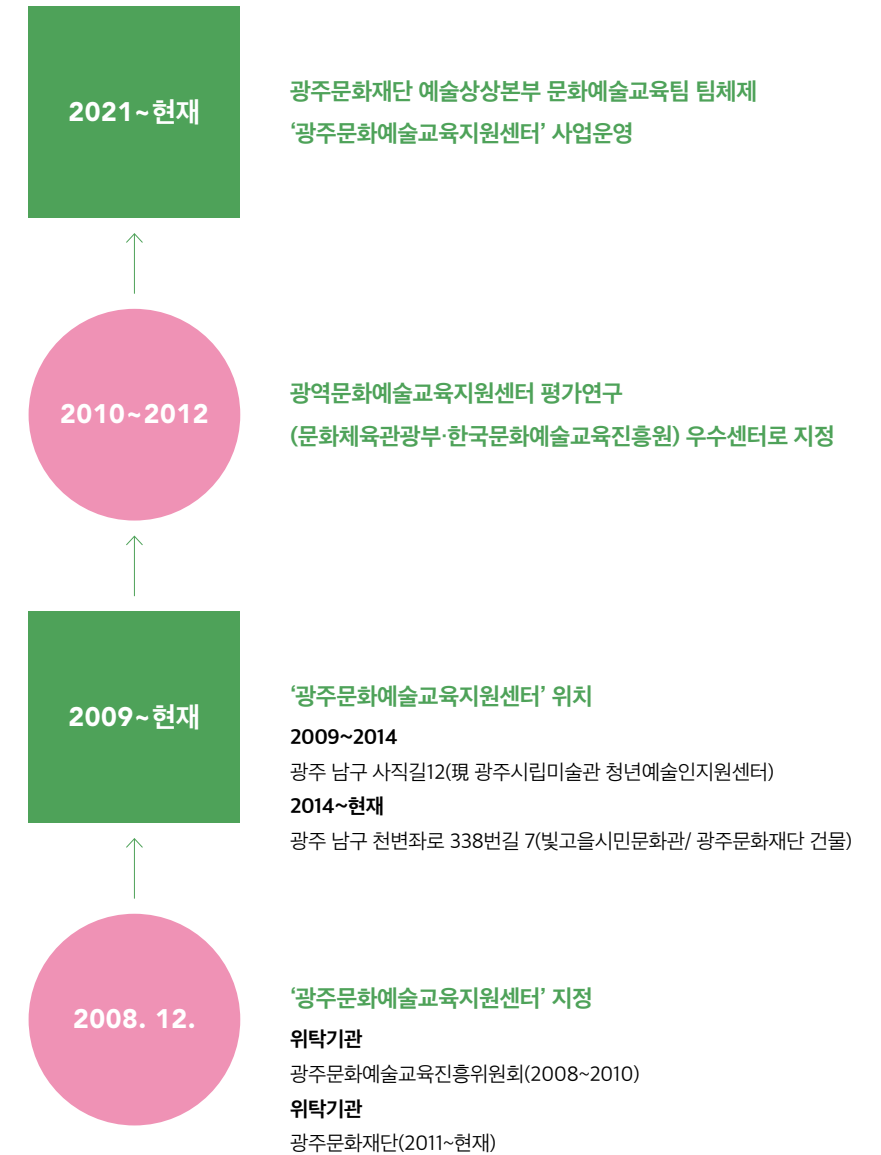 2021~현재
광주문화재단 예술상상본부 문화예술교육팀 팀체제
‘광주문화예술교육지원센터’ 사업운영
2010~2012
광역문화예술교육지원센터 평가연구
(문화체육관광부·한국문화예술교육진흥원) 우수센터로 지정
2009~현재
‘광주문화예술교육지원센터’ 위치
2009~2014
광주 남구 사직길12(現 광주시립미술관 청년예술인지원센터)
2014~현재
광주 남구 천변좌로 338번길 7(빛고을시민문화관/ 광주문화재단 건물)
2008. 12.
‘광주문화예술교육지원센터’ 지정
위탁기관
광주문화예술교육진흥위원회(2008~2010)
위탁기관
광주문화재단(2011~현재)